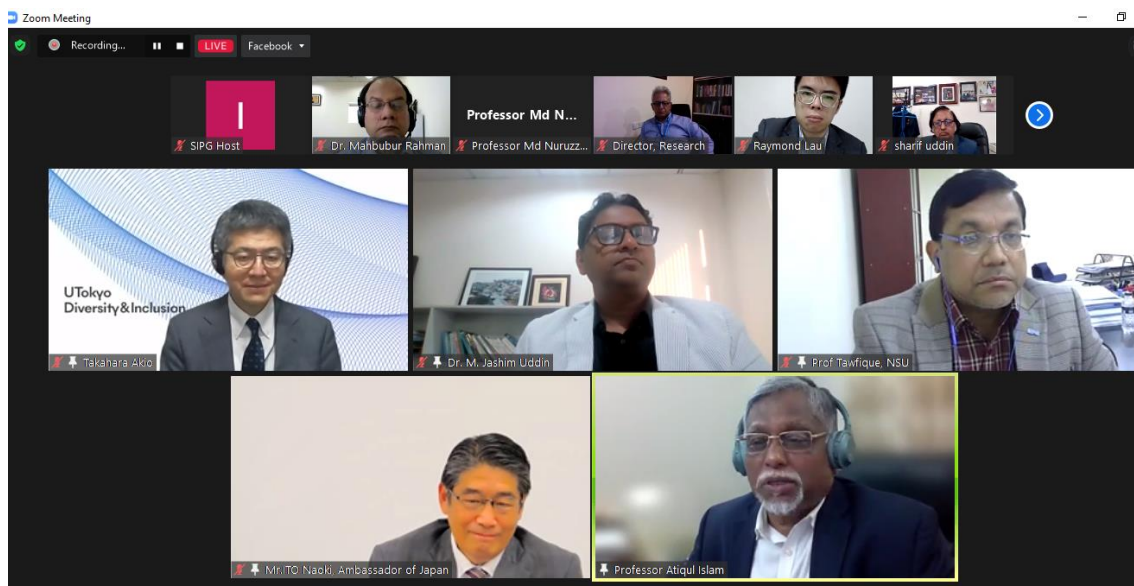 Zoom Meeting
Recording...
LIVE
Facebook
I
Professor Md N...
SIPG Host
Dr. Mahbubur Rahman
Professor Md Nuruzz...
Director, Research
Raymond Lau
sharif uddin
UTokyo
Diversity & Inclusion
Takahara Akio
Dr. M. Jashim Uddin
Prof Tawfique, NSU
Mr.ITO Naoki, Ambassador of Japan
Professor Atiqul Islam